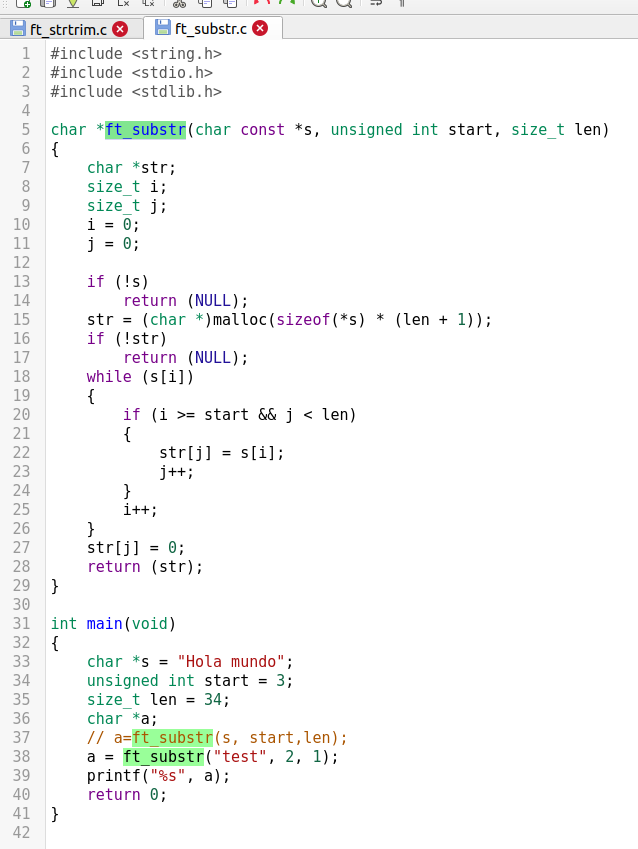 ft_strtrim.c ft_substr.c
1 #include <string.h>
2 #include <stdio.h>
3 #include <stdlib.h>
4
5 char *ft_substr(char const *s, unsigned int start, size_t len)
6 {
7     char *str;
8     size_t i;
9     size_t j;
10     i = 0;
11     j = 0;
12
13     if (!s)
14         return (NULL);
15     str = (char *)malloc(sizeof(*s) * (len + 1));
16     if (!str)
17         return (NULL);
18     while (s[i])
19     {
20         if (i >= start && j < len)
21         {
22             str[j] = s[i];
23             j++;
24         }
25         i++;
26     }
27     str[j] = 0;
28     return (str);
29 }
30
31 int main(void)
32 {
33     char *s = "Hola mundo";
34     unsigned int start = 3;
35     size_t len = 34;
36     char *a;
37     // a=ft_substr(s, start,len);
38     a = ft_substr("test", 2, 1);
39     printf("%s", a);
40     return 0;
41 }
42